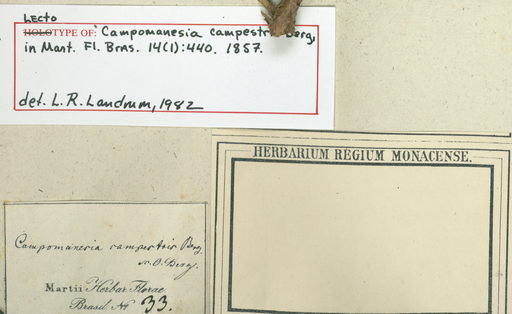 LECTO
HOLOTYPE OF: Campomanesia campestris Berg,
in Mart. Fl. Bras. 14(1):440. 1857.
det. L. R. Landrum, 1982
HERBARIUM REGIUM MONACENSE.
Campomanesia campestris Berg.
O. Berg.
Martii Herbar. Florae
Brasil. No 33.